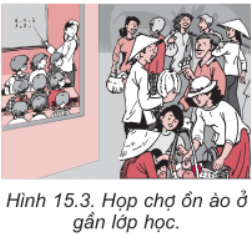 Hình 15.3. Họp chợ ồn ào ở
gần lớp học.